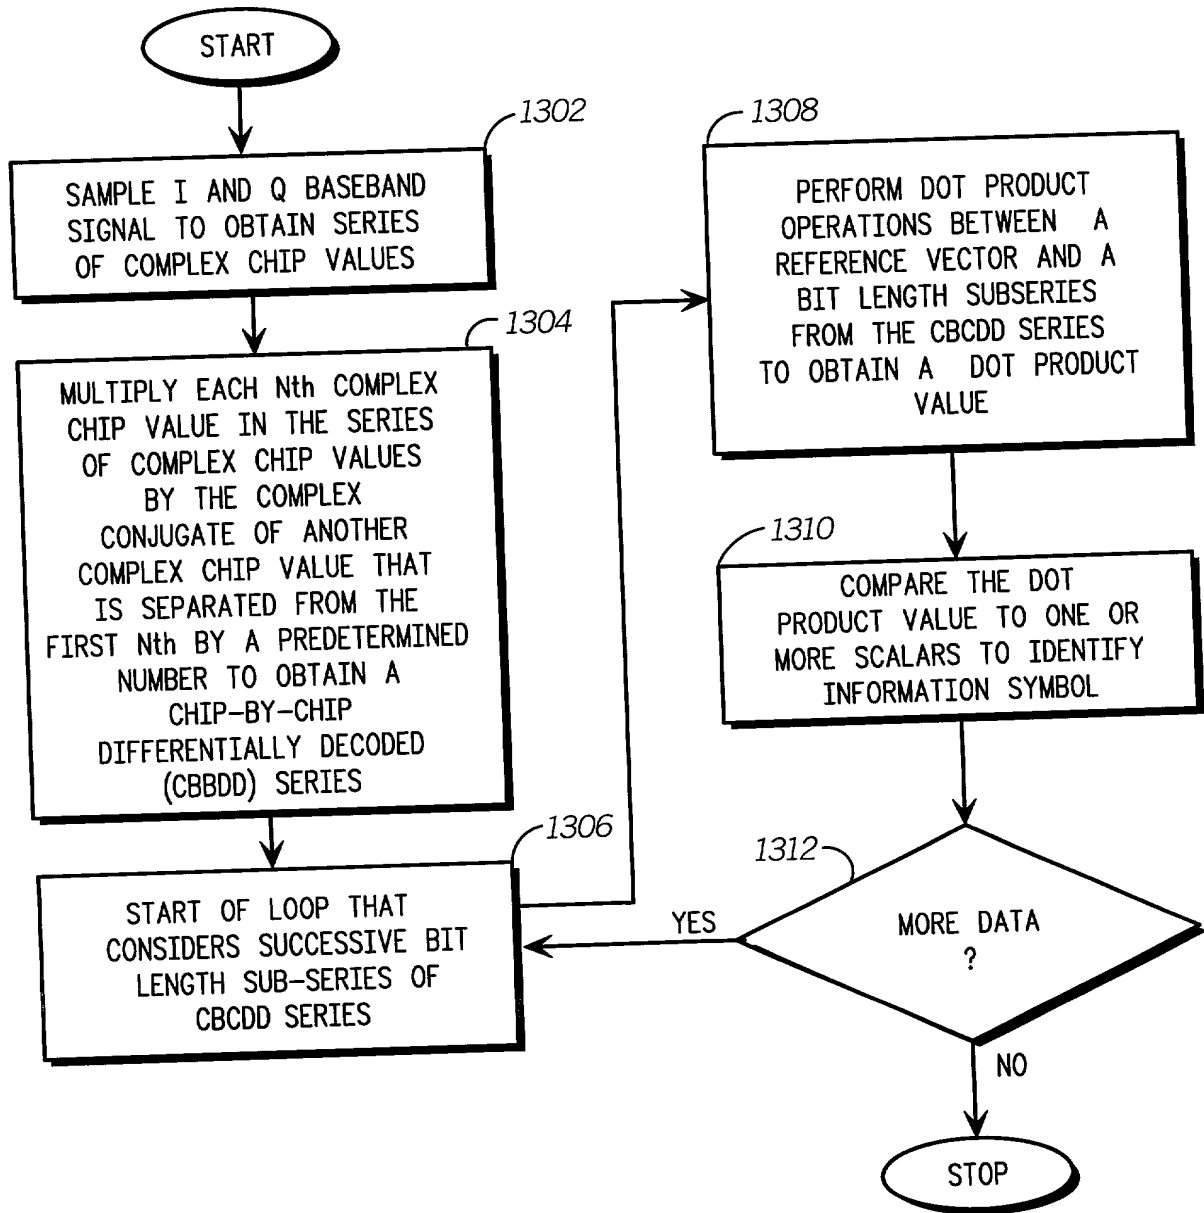 START
1302
SAMPLE I AND Q BASEBAND
SIGNAL TO OBTAIN SERIES
OF COMPLEX CHIP VALUES
1304
MULTIPLY EACH Nth COMPLEX
CHIP VALUE IN THE SERIES
OF COMPLEX CHIP VALUES
BY THE COMPLEX
CONJUGATE OF ANOTHER
COMPLEX CHIP VALUE THAT
IS SEPARATED FROM THE
FIRST Nth BY A PREDETERMINED
NUMBER TO OBTAIN A
CHIP-BY-CHIP
DIFFERENTIALLY DECODED
(CBBDD) SERIES
1306
START OF LOOP THAT
CONSIDERS SUCCESSIVE BIT
LENGTH SUB-SERIES OF
CBCDD SERIES
1308
PERFORM DOT PRODUCT
OPERATIONS BETWEEN A
REFERENCE VECTOR AND A
BIT LENGTH SUBSERIES
FROM THE CBCDD SERIES
TO OBTAIN A DOT PRODUCT
VALUE
1310
COMPARE THE DOT
PRODUCT VALUE TO ONE OR
MORE SCALARS TO IDENTIFY
INFORMATION SYMBOL
1312
MORE DATA
?
YES
NO
STOP